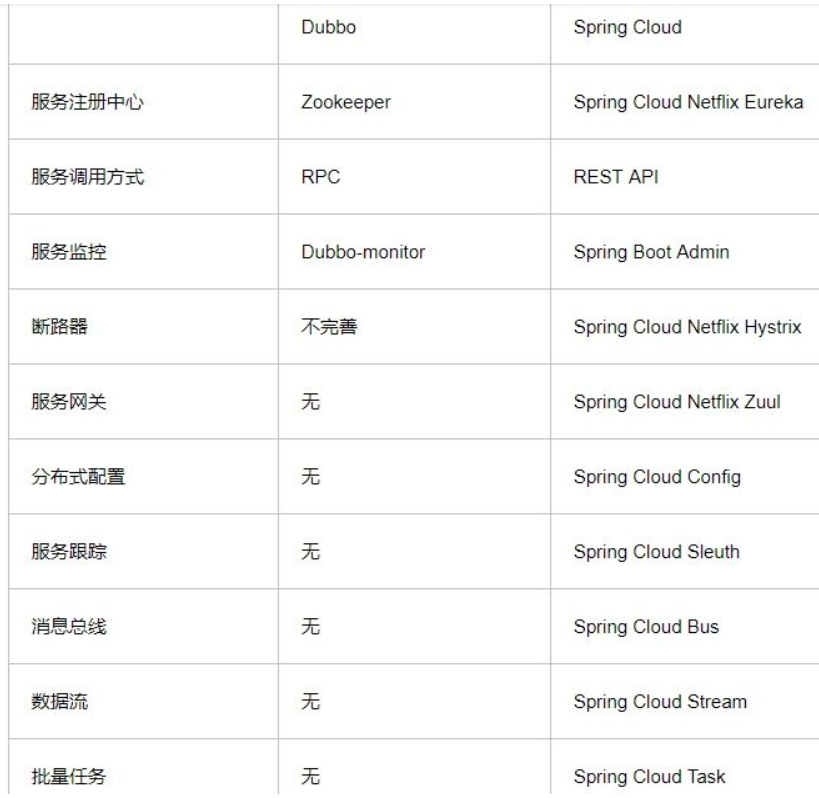 Dubbo Spring Cloud
服务注册中心 Zookeeper Spring Cloud Netflix Eureka
服务调用方式 RPC REST API
服务监控 Dubbo-monitor Spring Boot Admin
断路器 不完善 Spring Cloud Netflix Hystrix
服务网关 无 Spring Cloud Netflix Zuul
分布式配置 无 Spring Cloud Config
服务跟踪 无 Spring Cloud Sleuth
消息总线 无 Spring Cloud Bus
数据流 无 Spring Cloud Stream
批量任务 无 Spring Cloud Task